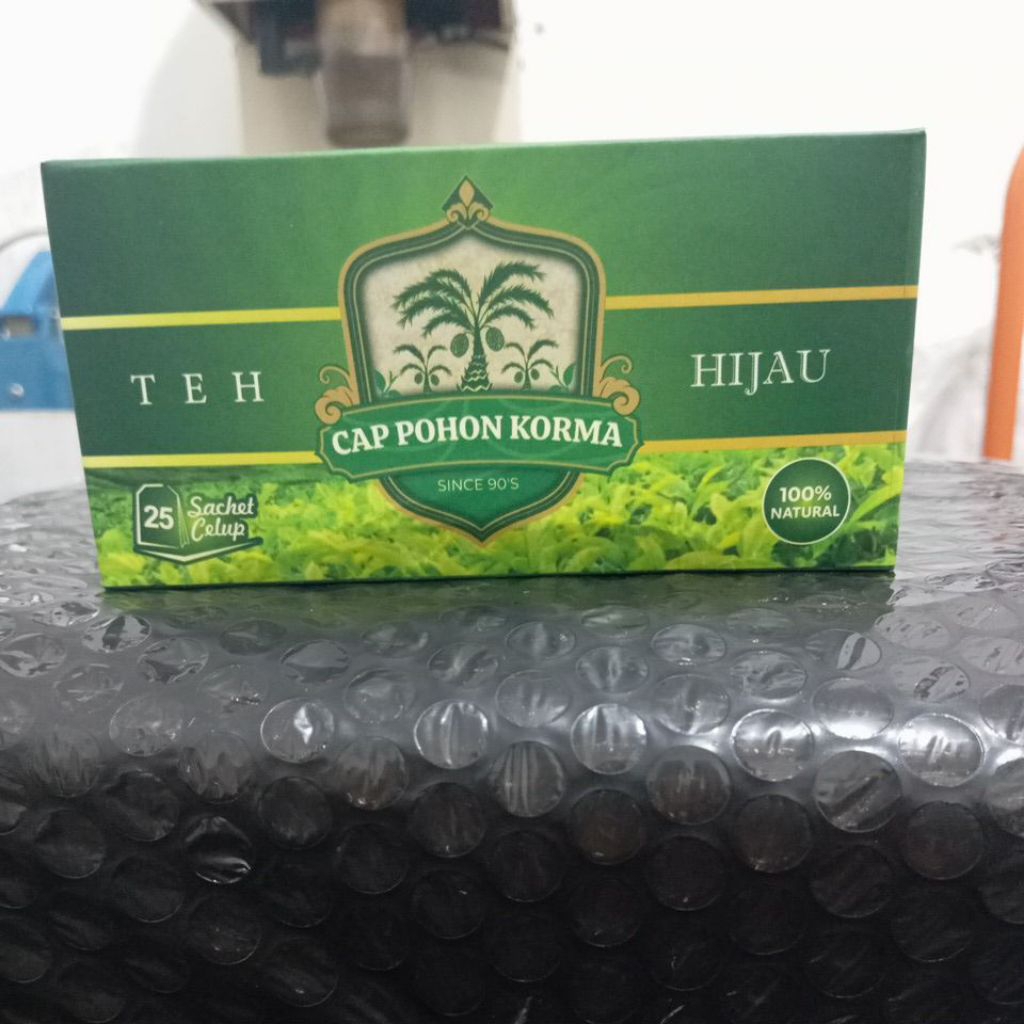 TEH HIJAU
CAP POHON KORMA
SINCE 90'S
25 Sachet
Celup
100%
NATURAL